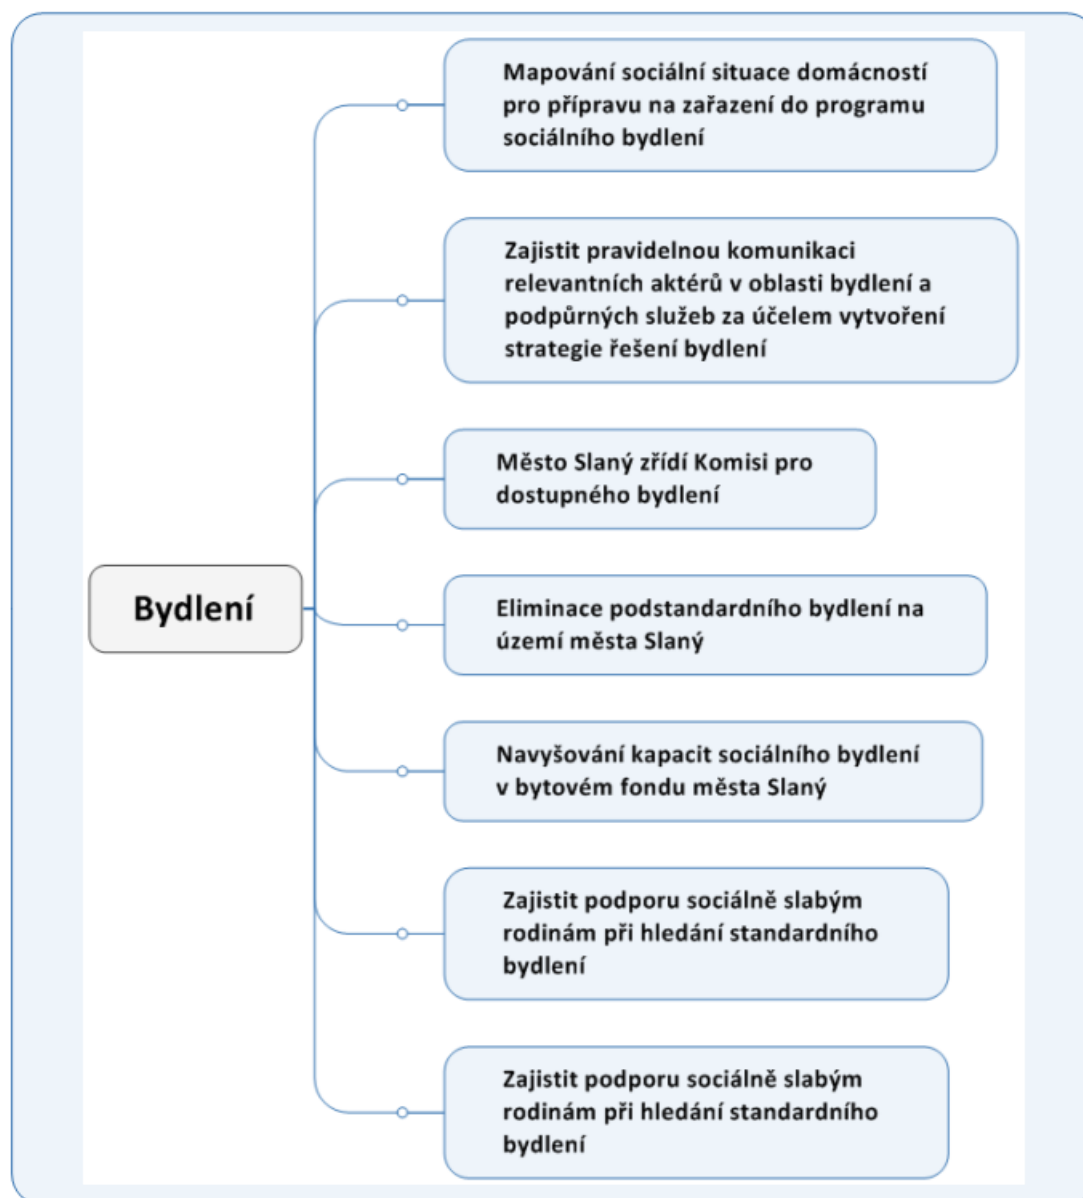 Mapování sociální situace domácností
pro přípravu na zařazení do programu
sociálního bydlení
Zajistit pravidelnou komunikaci
relevantních aktérů v oblasti bydlení a
podpůrných služeb za účelem vytvoření
strategie řešení bydlení
Město Slaný zřídí Komisi pro
dostupného bydlení
Bydlení
Eliminace podstandardního bydlení na
území města Slaný
Navyšování kapacit sociálního bydlení
v bytovém fondu města Slaný
Zajistit podporu sociálně slabým
rodinám při hledání standardního
bydlení
Zajistit podporu sociálně slabým
rodinám při hledání standardního
bydlení